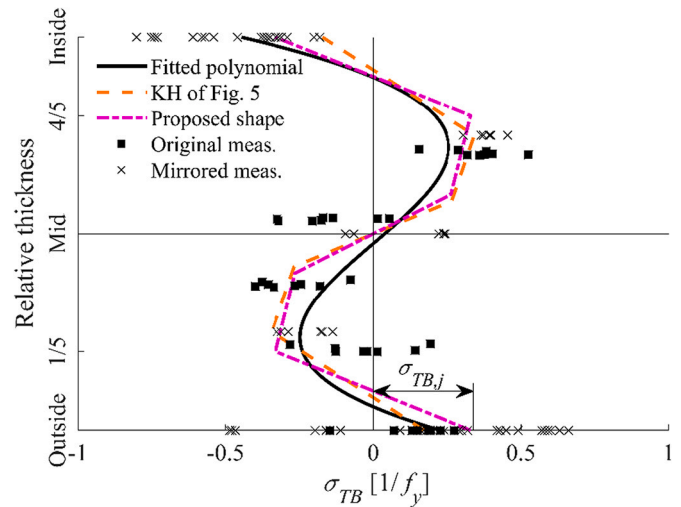 Inside
Fitted polynomial
KH of Fig. 5
4/5
Proposed shape
Original meas.
Mirrored meas.
Relative thickness
Mid
1/5
σTB,j
Outside
-1
-0.5
0
0.5
1
σTB [1/fy]